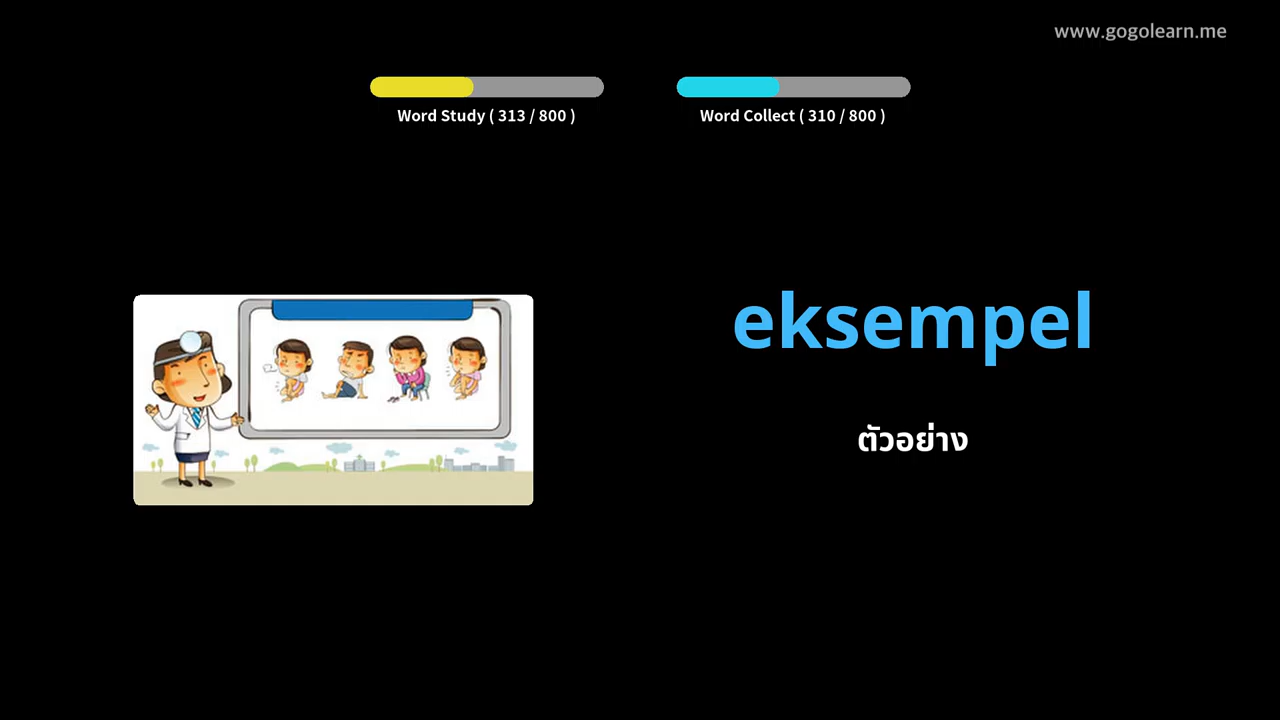 www.gogolearn.me
Word Study ( 313 / 800 )
Word Collect ( 310 / 800 )
eksempel
ตัวอย่าง